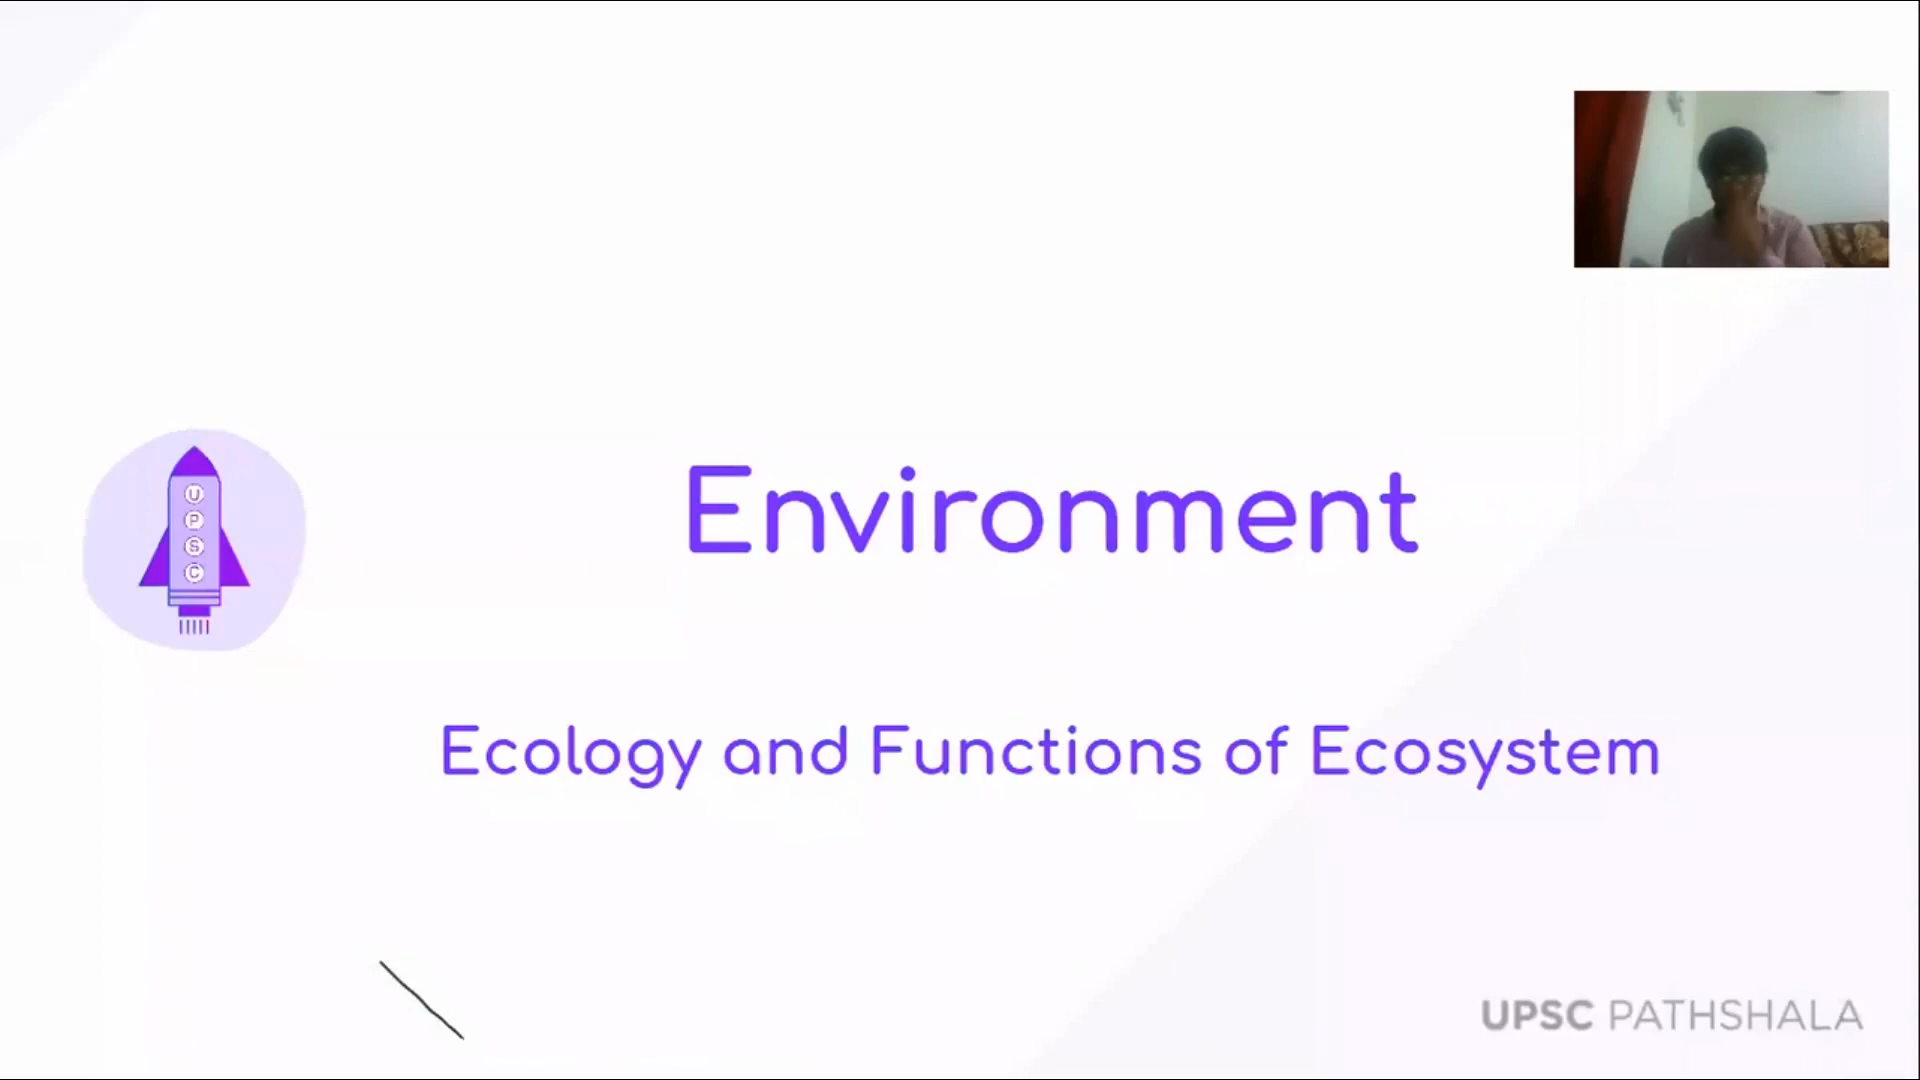 U
P
S
C
Environment
Ecology and Functions of Ecosystem
UPSC PATHSHALA